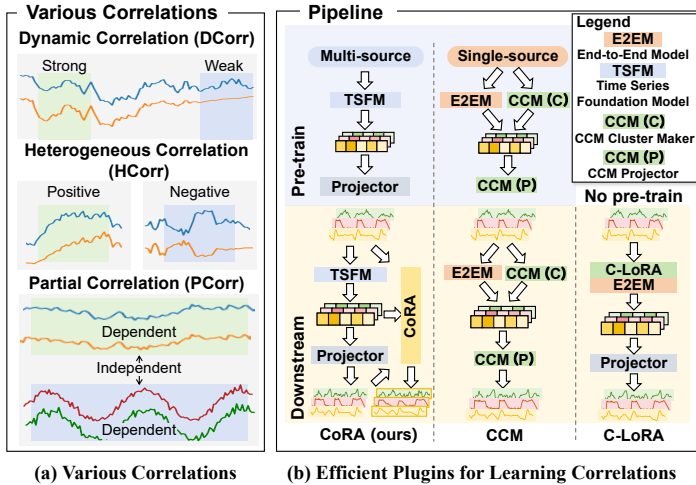 Various Correlations
Dynamic Correlation (DCorr)
Strong
Weak
Heterogeneous Correlation
(HCorr)
Positive
Negative
Partial Correlation (PCorr)
Dependent
Independent
Dependent
(a) Various Correlations
Pipeline
Legend
E2EM
End-to-End Model
TSFM
Time Series
Foundation Model
CCM (C)
CCM Cluster Maker
CCM (P)
CCM Projector
Pre-train
Multi-source
TSFM
Projector
Single-source
E2EM
CCM (C)
CCM (P)
No pre-train
Downstream
TSFM
CoRA
Projector
CoRA (ours)
E2EM
CCM (C)
CCM (P)
CCM
C-LoRA
E2EM
Projector
C-LoRA
(b) Efficient Plugins for Learning Correlations